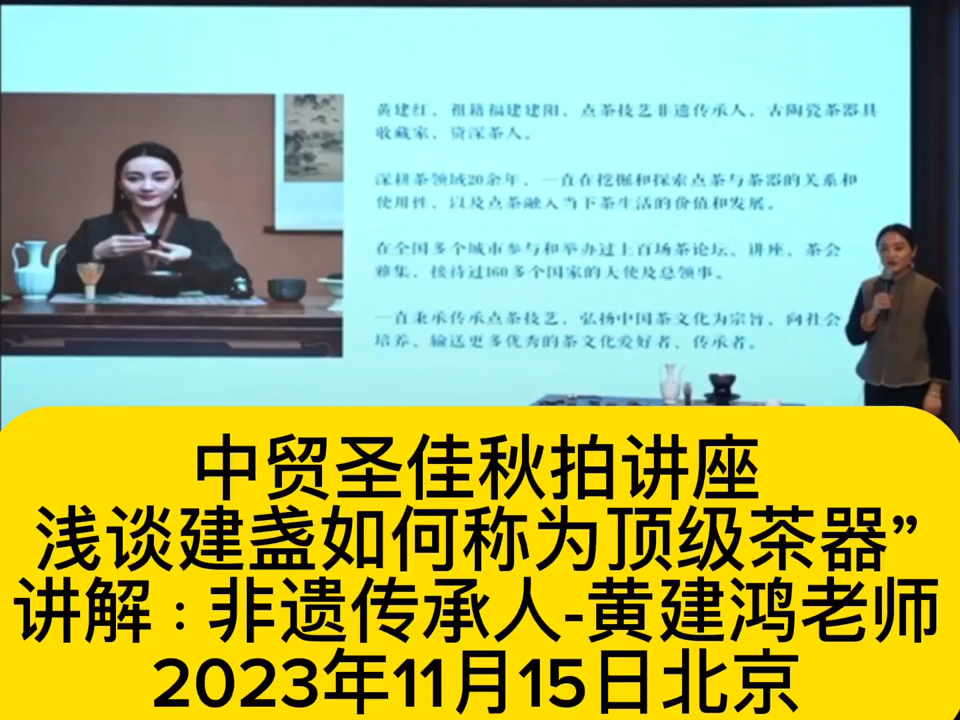 黄建红，祖籍福建建阳，点茶技艺非遗传承人，古陶瓷茶器具
收藏家，资深茶人。
深耕茶领域20余年，一直在挖掘和探索点茶与茶器的关系和
使用性，以及点茶融入当下茶生活的价值和发展。
在全国多个城市参与和举办过上百场茶论坛、讲座、茶会
雅集，接待过160多个国家的大使及总领事。
一直秉承传承点茶技艺，弘扬中国茶文化为宗旨，向社会
培养、输送更多优秀的茶文化爱好者、传承者。
中贸圣佳秋拍讲座
浅谈建盏如何称为顶级茶器”
讲解：非遗传承人-黄建鸿老师
2023年11月15日北京